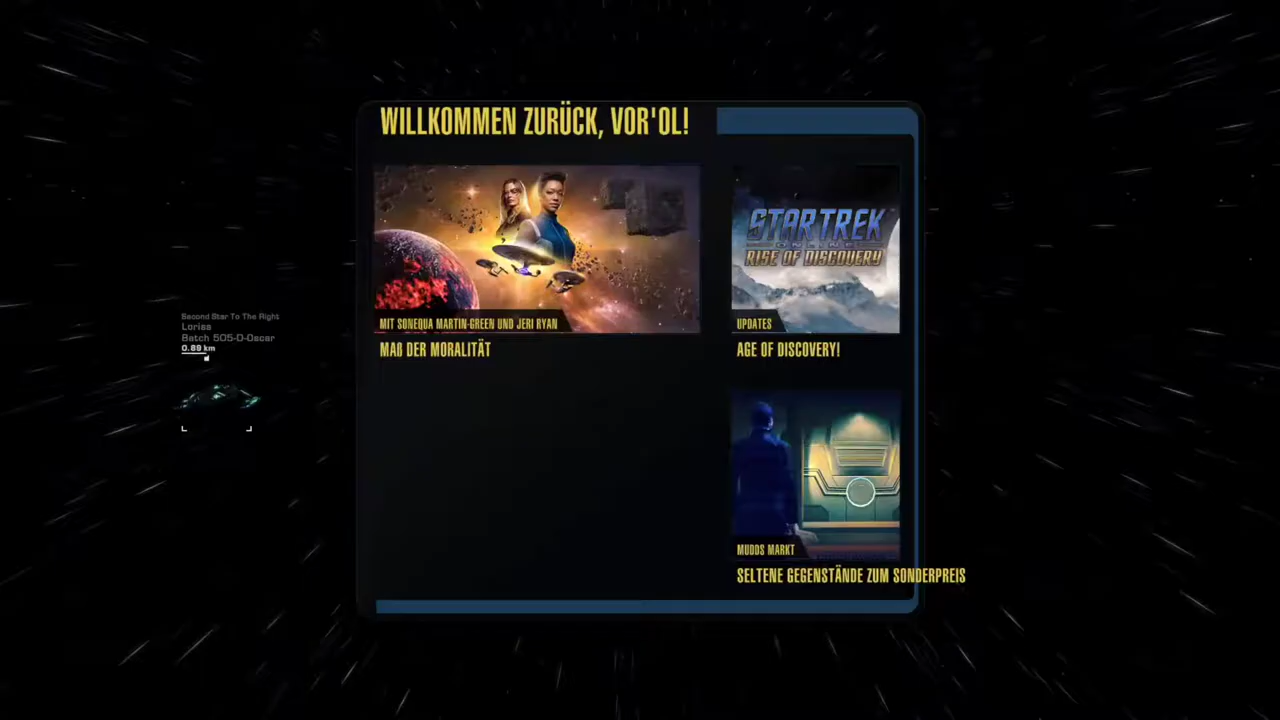 WILLKOMMEN ZURÜCK, VOR'OL!
MIT SONEQUA MARTIN-GREEN UND JERI RYAN
MAß DER MORALITÄT
STAR TREK
ONLINE
RISE OF DISCOVERY
UPDATES
AGE OF DISCOVERY!
MUDDS MARKT
SELTENE GEGENSTÄNDE ZUM SONDERPREIS
Second Star To The Right
Loriss
Batch 505-D-Oscar
0.89 km